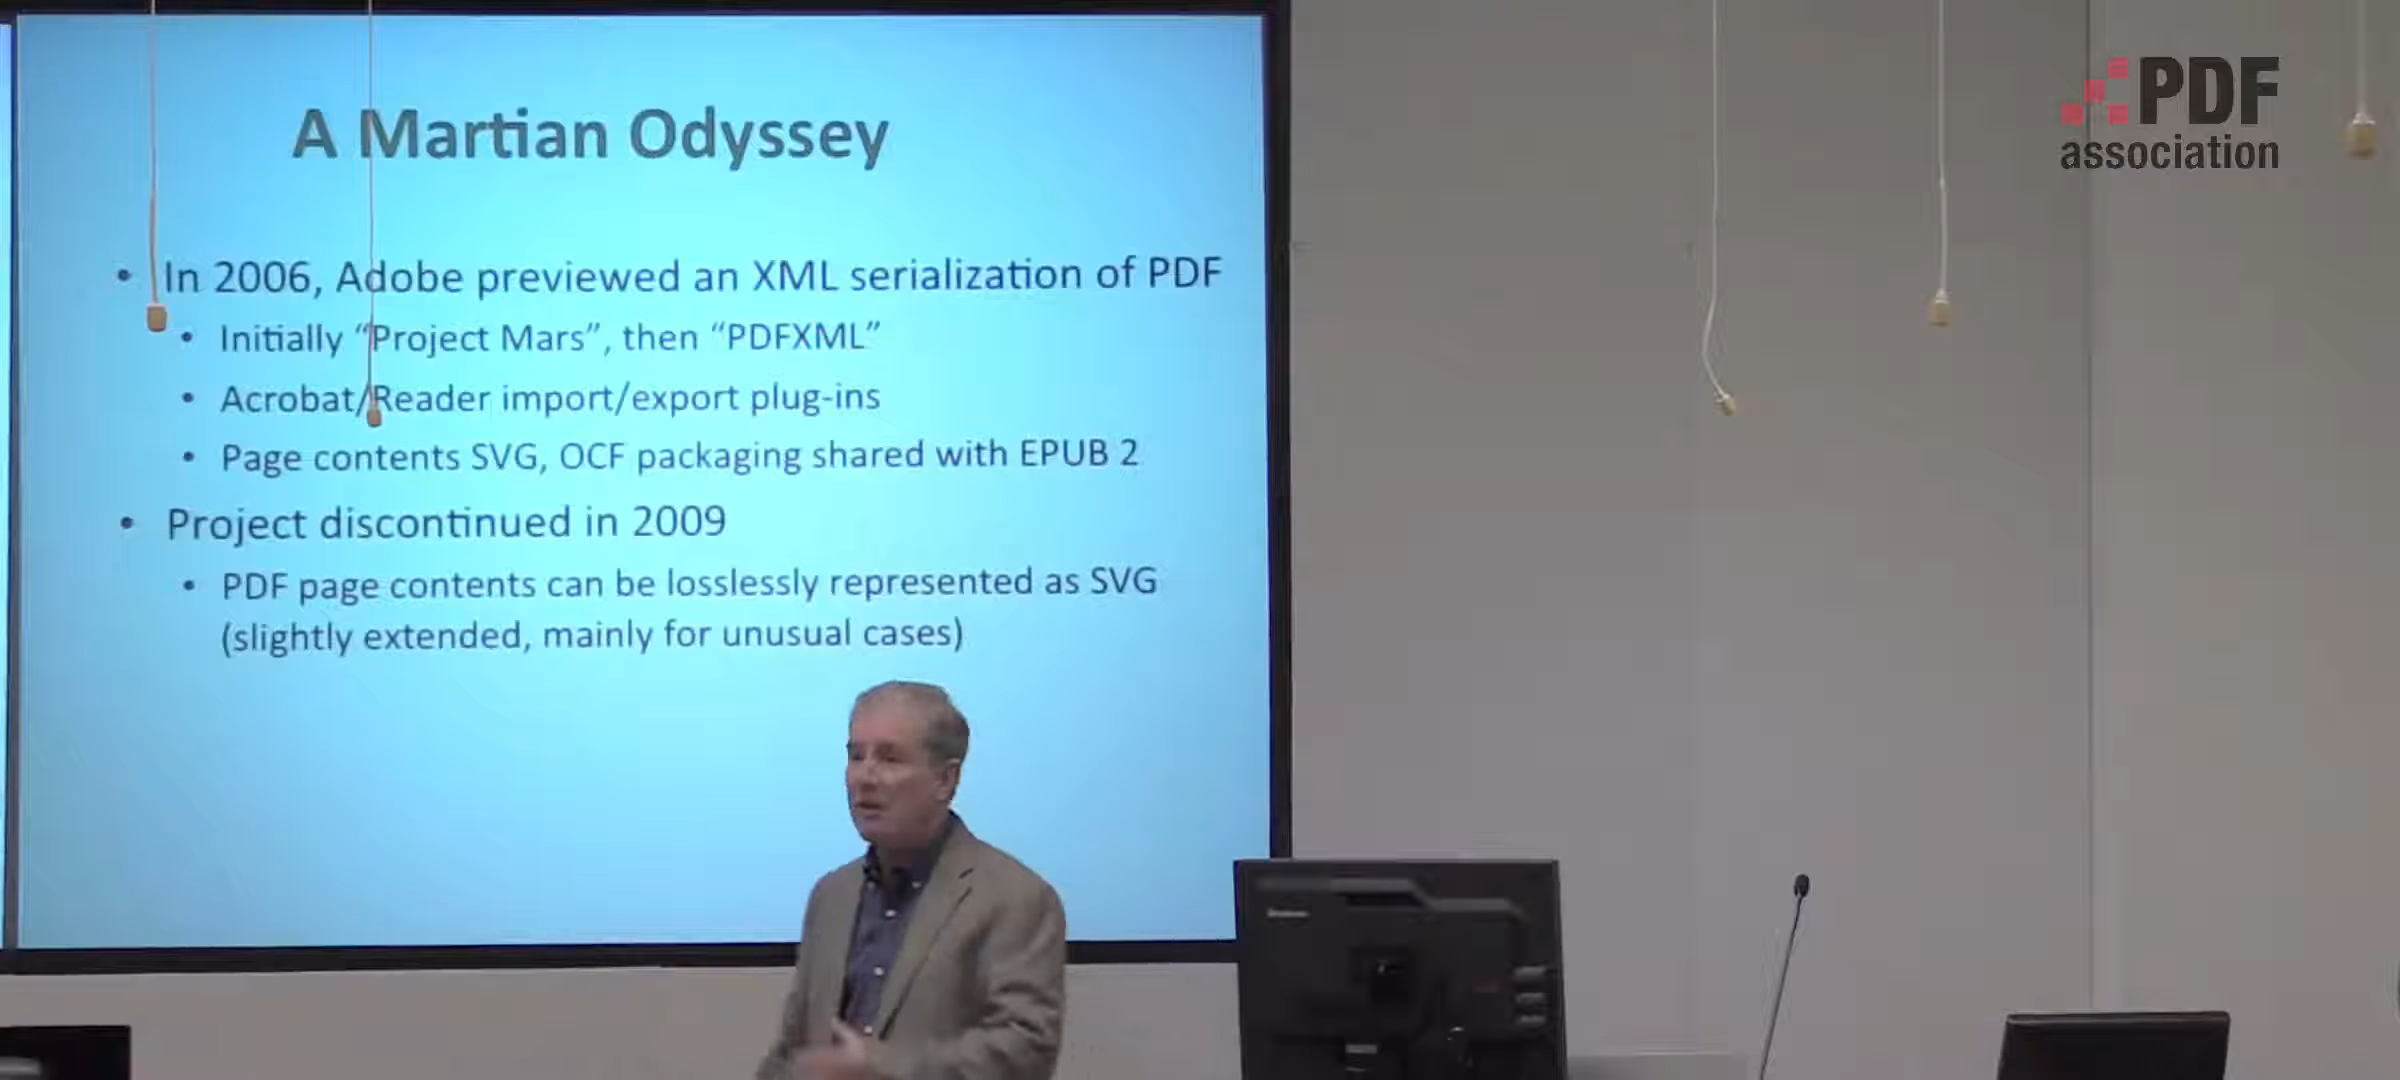 A Martian Odyssey
• In 2006, Adobe previewed an XML serialization of PDF
• Initially “Project Mars”, then “PDFXML”
• Acrobat/Reader import/export plug-ins
• Page contents SVG, OCF packaging shared with EPUB 2
• Project discontinued in 2009
• PDF page contents can be losslessly represented as SVG
(slightly extended, mainly for unusual cases)
PDF
association